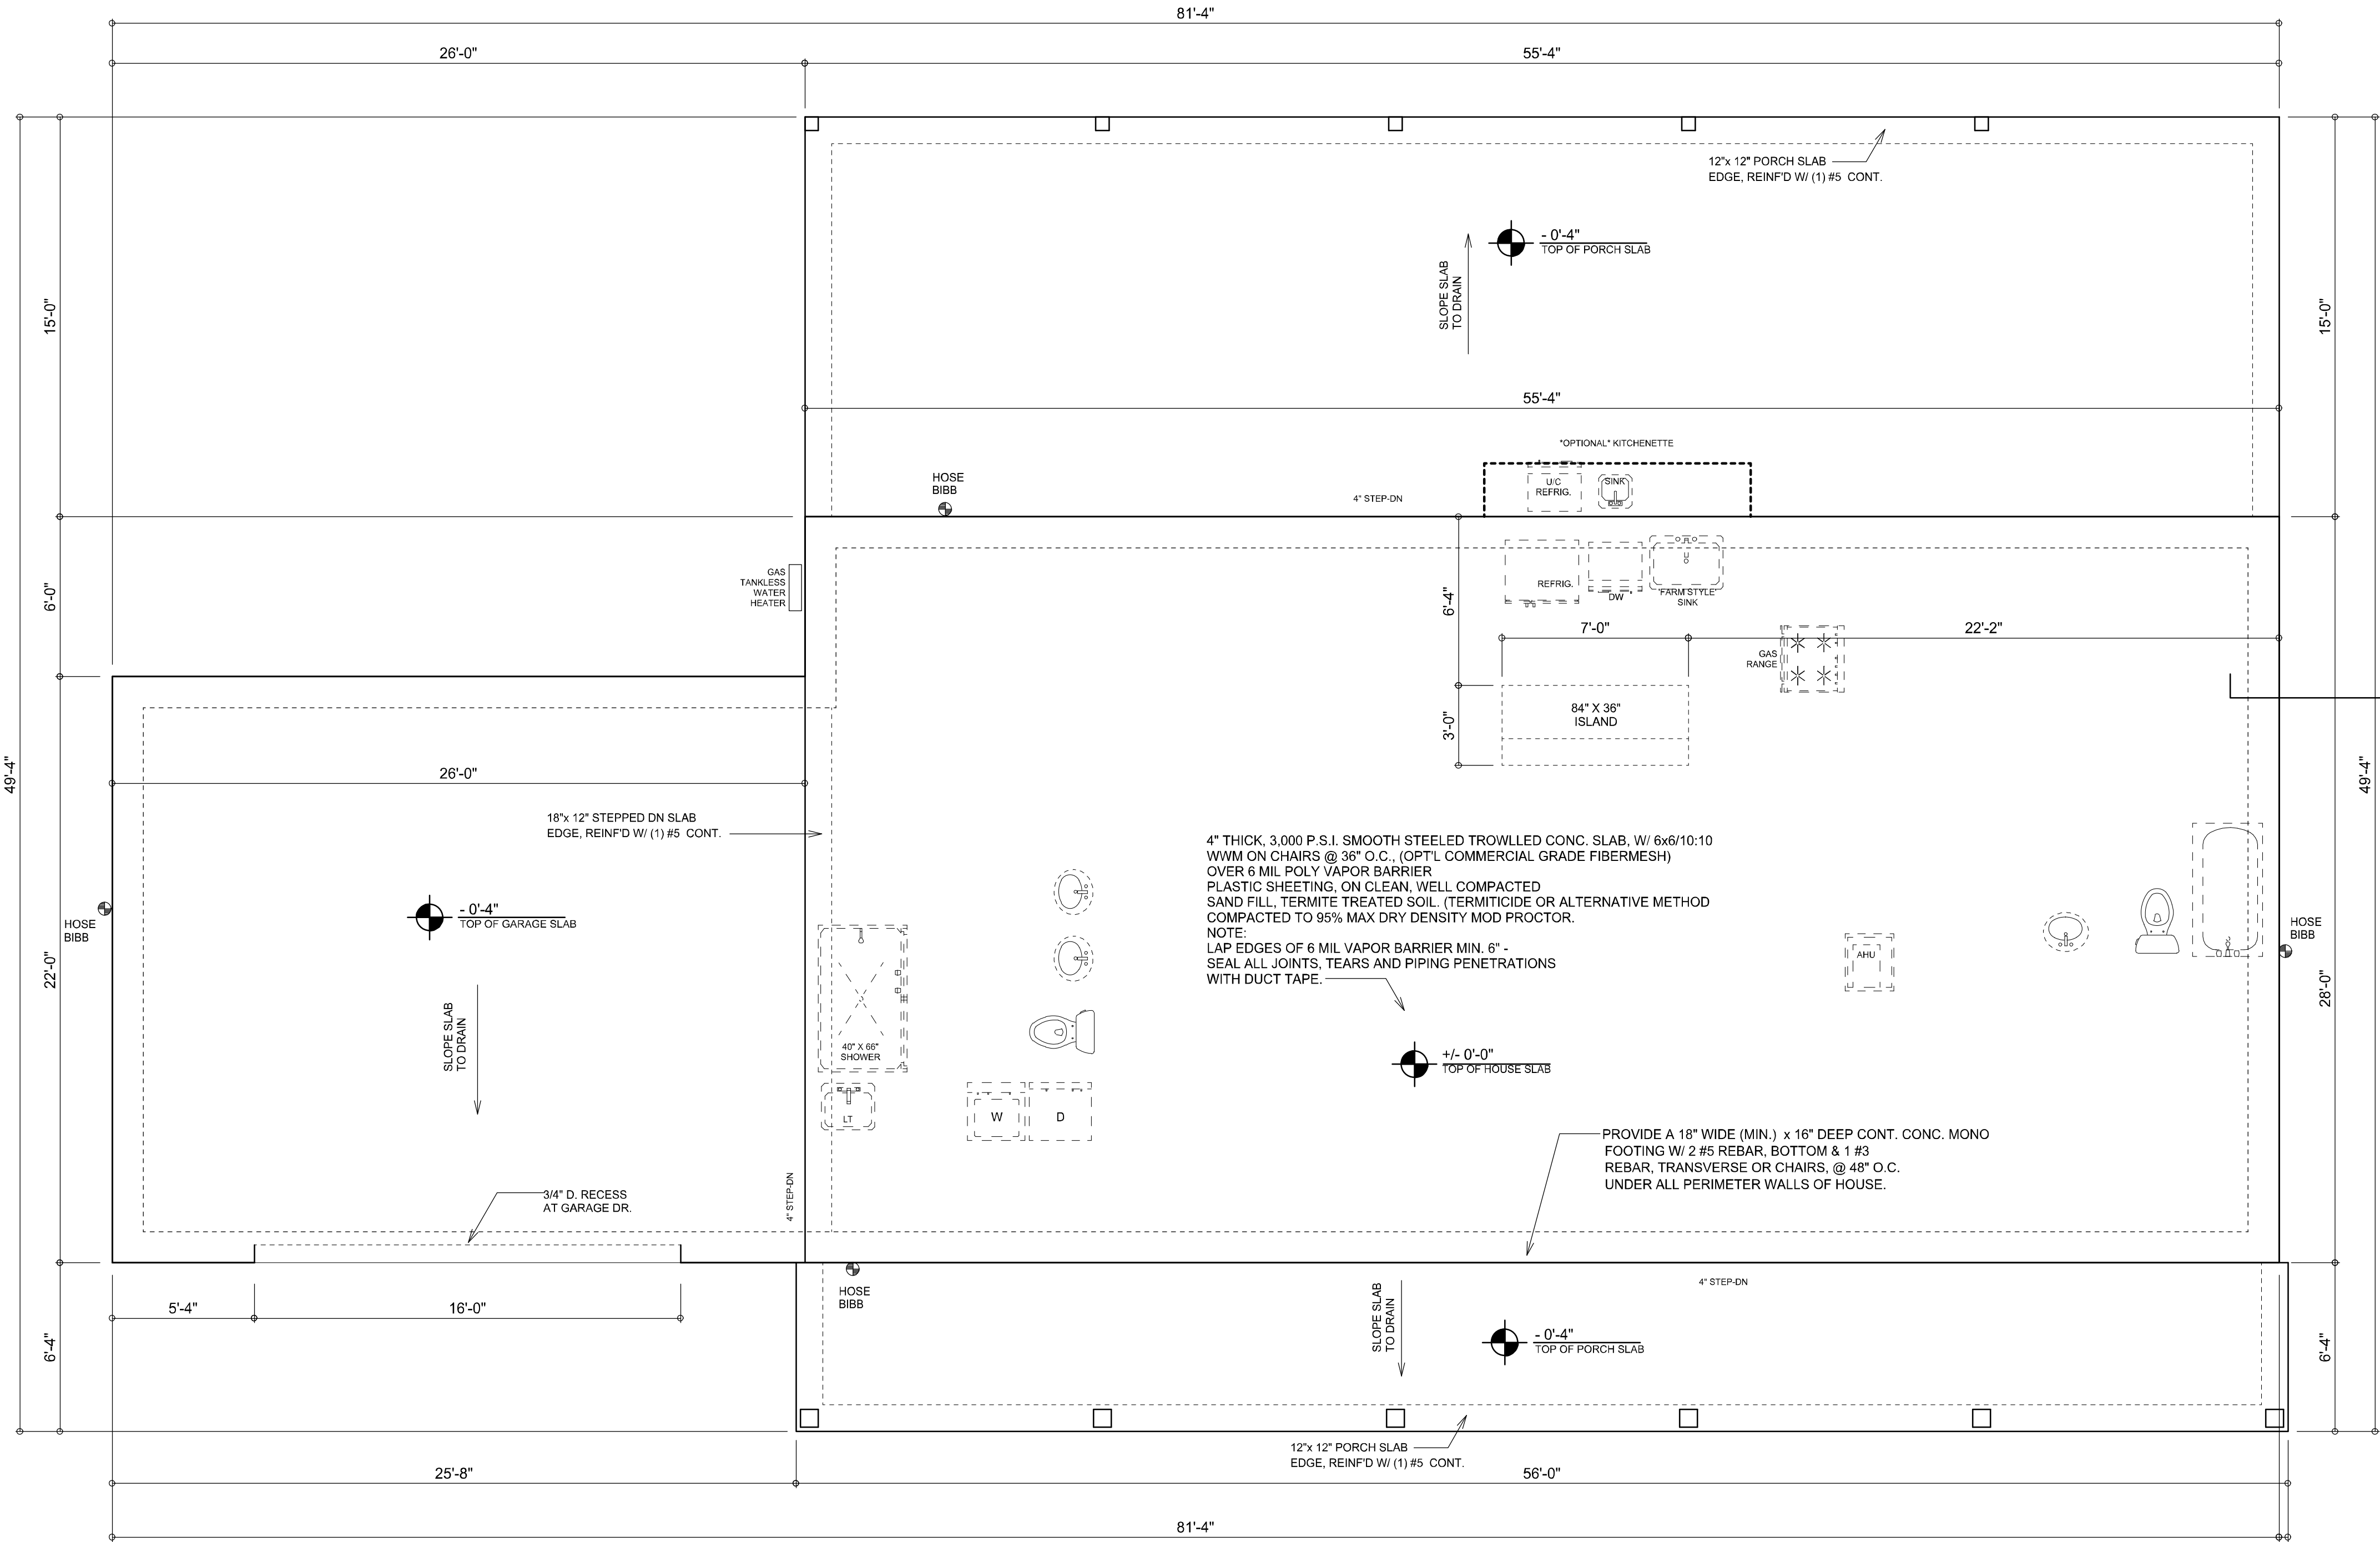 81'-4"
26'-0"
55'-4"
12"x 12" PORCH SLAB
EDGE, REINF'D W/ (1) #5 CONT.
- 0'-4"
TOP OF PORCH SLAB
SLOPE SLAB
TO DRAIN
15'-0"
15'-0"
55'-4"
*OPTIONAL* KITCHENETTE
HOSE
BIBB
4" STEP-DN
U/C
REFRIG.
SINK
GAS
TANKLESS
WATER
HEATER
6'-0"
6'-4"
REFRIG.
DW
'FARM STYLE'
SINK
7'-0"
22'-2"
GAS
RANGE
84" X 36"
ISLAND
3'-0"
49'-4"
49'-4"
26'-0"
18"x 12" STEPPED DN SLAB
EDGE, REINF'D W/ (1) #5 CONT.
4" THICK, 3,000 P.S.I. SMOOTH STEELED TROWLLED CONC. SLAB, W/ 6x6/10:10
WWM ON CHAIRS @ 36" O.C., (OPT'L COMMERCIAL GRADE FIBERMESH)
OVER 6 MIL POLY VAPOR BARRIER
PLASTIC SHEETING, ON CLEAN, WELL COMPACTED
SAND FILL, TERMITE TREATED SOIL. (TERMITICIDE OR ALTERNATIVE METHOD
COMPACTED TO 95% MAX DRY DENSITY MOD PROCTOR.
NOTE:
LAP EDGES OF 6 MIL VAPOR BARRIER MIN. 6" -
SEAL ALL JOINTS, TEARS AND PIPING PENETRATIONS
WITH DUCT TAPE.
HOSE
BIBB
- 0'-4"
TOP OF GARAGE SLAB
22'-0"
SLOPE SLAB
TO DRAIN
40" X 66"
SHOWER
LT
W
D
AHU
HOSE
BIBB
28'-0"
+/- 0'-0"
TOP OF HOUSE SLAB
PROVIDE A 18" WIDE (MIN.) x 16" DEEP CONT. CONC. MONO
FOOTING W/ 2 #5 REBAR, BOTTOM & 1 #3
REBAR, TRANSVERSE OR CHAIRS, @ 48" O.C.
UNDER ALL PERIMETER WALLS OF HOUSE.
3/4" D. RECESS
AT GARAGE DR.
4" STEP-DN
HOSE
BIBB
4" STEP-DN
5'-4"
16'-0"
6'-4"
SLOPE SLAB
TO DRAIN
- 0'-4"
TOP OF PORCH SLAB
6'-4"
12"x 12" PORCH SLAB
EDGE, REINF'D W/ (1) #5 CONT.
25'-8"
56'-0"
81'-4"